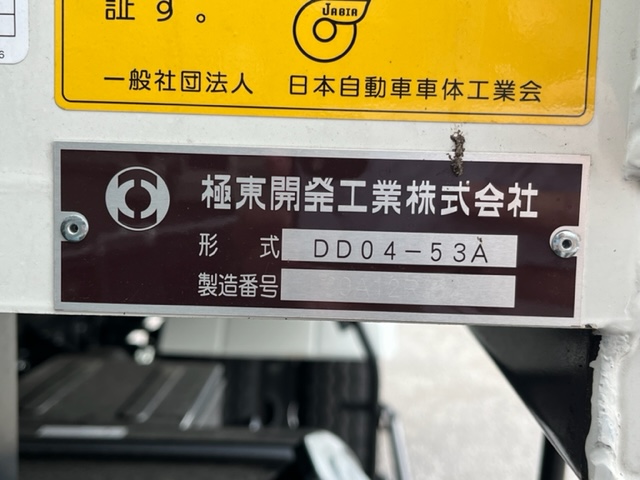 証す。
JABIA
一般社団法人 日本自動車車体工業会
極東開発工業株式会社
形式 DD04-53A
製造番号